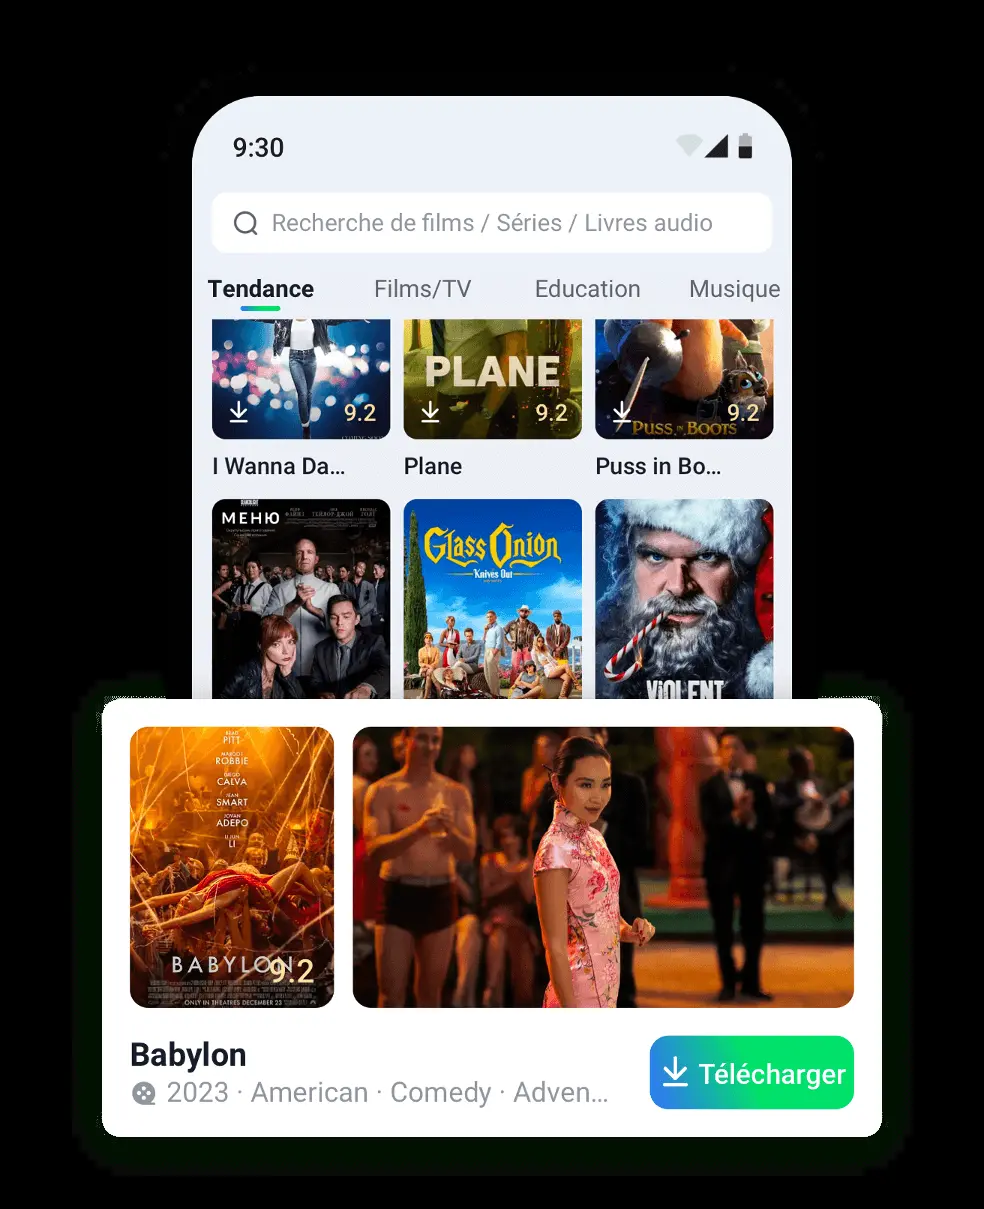 9:30
Recherche de films / Séries / Livres audio
Tendance Films/TV Education Musique
PLANE
9.2 9.2 9.2
PUSS IN BOOTS
I Wanna Da... Plane Puss in Bo...
МЕНЮ
GLASS ONION
Knives Out
VIOLENT
BRAD
PITT
MARGOT
ROBBIE
DIEGO
CALVA
JEAN
SMART
JOVAN
ADEPO
LI JUN
LI
BABYLON
9.2
ONLY IN THEATRES DECEMBER 23
Babylon
2023 · American · Comedy · Adven...
Télécharger